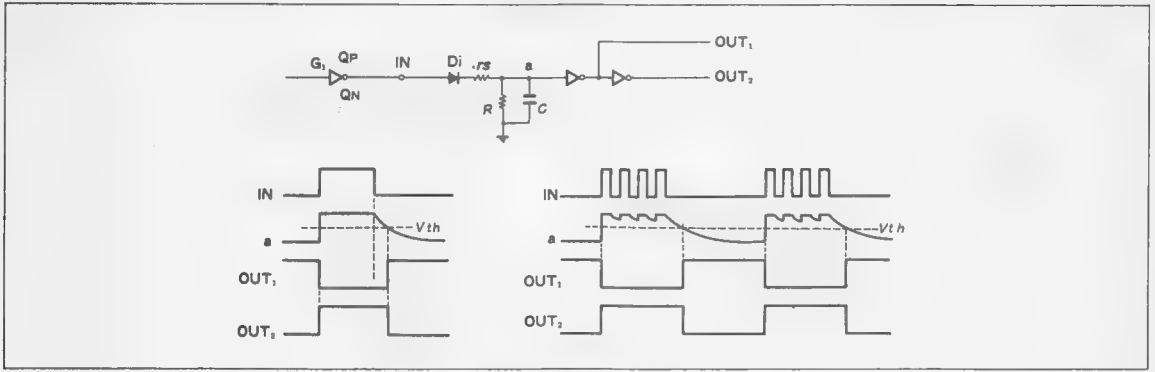 OUT₁
G₁ QP IN Di rs a OUT₂
QN
R C
IN
a Vth
OUT₁
OUT₂
IN
a Vth
OUT₁
OUT₂